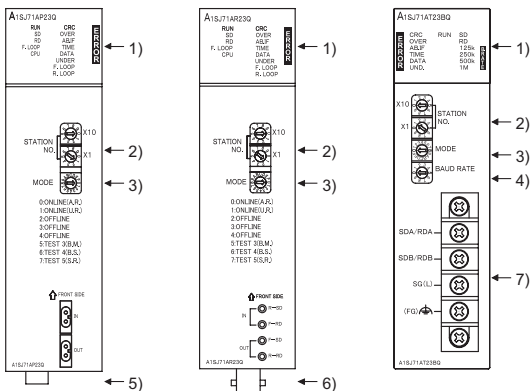 A1SJ71AP23Q
RUN CRC
SD OVER
RD AB.IF
F. LOOP TIME
CPU DATA
UNDER
F. LOOP
R. LOOP
ERROR
1)
X10
STATION NO.
X1
2)
MODE
3)
0:ONLINE(A.R.)
1:ONLINE(U.R.)
2:OFFLINE
3:OFFLINE
4:OFFLINE
5:TEST 3(B.M.)
6:TEST 4(B.S.)
7:TEST 5(S.R.)
FRONT SIDE
IN
OUT
A1SJ71AP23Q
5)
A1SJ71AR23Q
RUN CRC
SD OVER
RD AB.IF
F. LOOP TIME
CPU DATA
UNDER
F. LOOP
R. LOOP
ERROR
1)
X10
STATION NO.
X1
2)
MODE
3)
0:ONLINE(A.R.)
1:ONLINE(U.R.)
2:OFFLINE
3:OFFLINE
4:OFFLINE
5:TEST 3(B.M.)
6:TEST 4(B.S.)
7:TEST 5(S.R.)
FRONT SIDE
IN
R-SD
F-RD
OUT
F-SD
R-RD
A1SJ71AR23Q
6)
A1SJ71AT23BQ
ERROR
CRC RUN SD
OVER RD
AB.IF 125k
TIME 250k
DATA 500k
UND. 1M
1)
X10
STATION NO.
X1
2)
MODE
3)
BAUD RATE
4)
SDA/RDA
SDB/RDB
SG(L)
(FG)
7)
A1SJ71AT23BQ